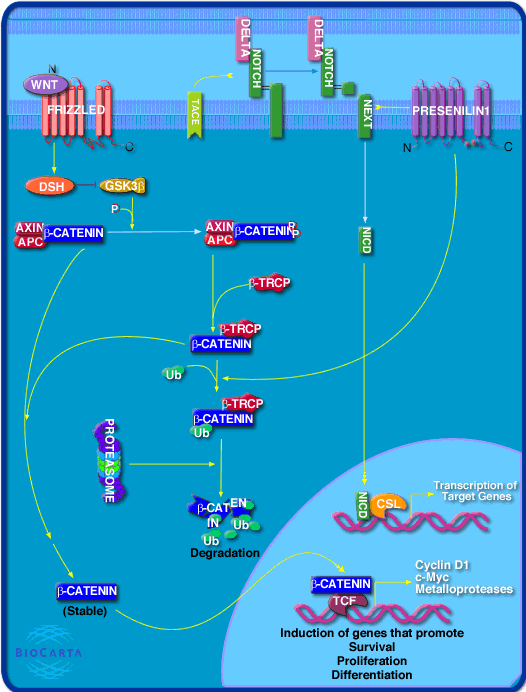 DELTA
NOTCH
DELTA
NOTCH
N
WNT
FRIZZLED
C
TACE
NEXT
PRESENILIN1
N
C
DSH
GSK3β
P
AXIN
APC
β-CATENIN
AXIN
APC
β-CATENIN
P
P
NICD
β-TRCP
β-TRCP
β-CATENIN
Ub
β-TRCP
β-CATENIN
Ub
PROTEASOME
β-CAT
EN
IN
Ub
Ub
Degradation
NICD
CSL
Transcription of
Target Genes
β-CATENIN
(Stable)
β-CATENIN
TCF
Cyclin D1
c-Myc
Metalloproteases
Induction of genes that promote
Survival
Proliferation
Differentiation
BIOCARTA